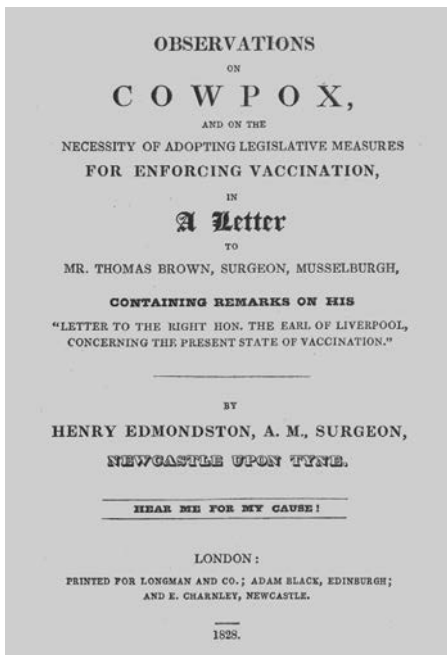 OBSERVATIONS
ON
COWPOX,
AND ON THE
NECESSITY OF ADOPTING LEGISLATIVE MEASURES
FOR ENFORCING VACCINATION,
IN
A Letter
TO
MR. THOMAS BROWN, SURGEON, MUSSELBURGH,
CONTAINING REMARKS ON HIS
"LETTER TO THE RIGHT HON. THE EARL OF LIVERPOOL,
CONCERNING THE PRESENT STATE OF VACCINATION."
BY
HENRY EDMONDSTON, A. M., SURGEON,
NEWCASTLE UPON TYNE.
HEAR ME FOR MY CAUSE!
LONDON:
PRINTED FOR LONGMAN AND CO.; ADAM BLACK, EDINBURGH;
AND E. CHARNLEY, NEWCASTLE.
1828.